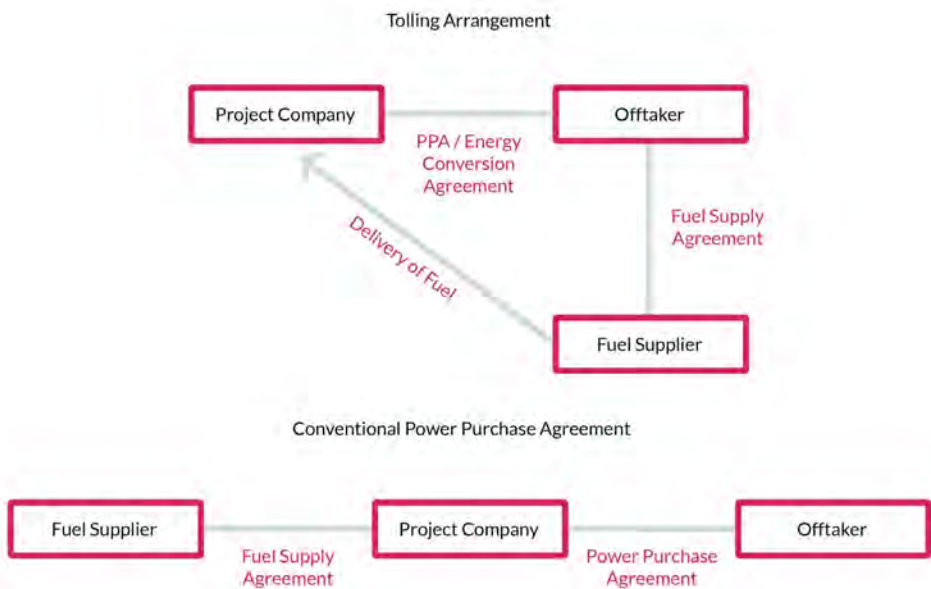 Tolling Arrangement
Project Company
Offtaker
PPA / Energy
Conversion
Agreement
Fuel Supply
Agreement
Delivery of Fuel
Fuel Supplier
Conventional Power Purchase Agreement
Fuel Supplier
Project Company
Offtaker
Fuel Supply
Agreement
Power Purchase
Agreement